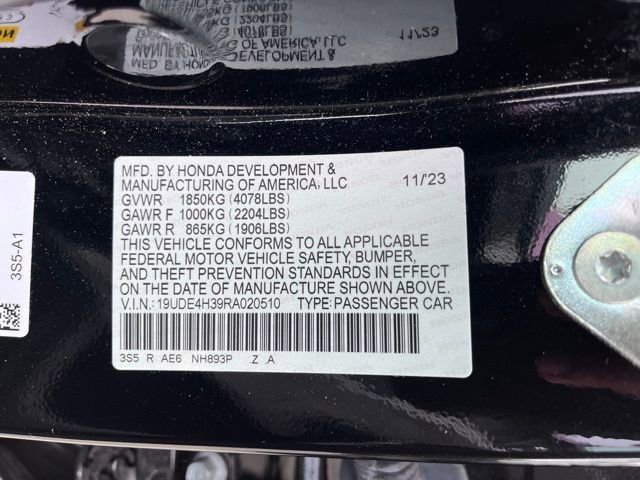 MFD. BY HONDA DEVELOPMENT &
MANUFACTURING OF AMERICA, LLC 11/23
GVWR 1850KG (4078LBS)
GAWR F 1000KG (2204LBS)
GAWR R 865KG (1906LBS)
THIS VEHICLE CONFORMS TO ALL APPLICABLE
FEDERAL MOTOR VEHICLE SAFETY, BUMPER,
AND THEFT PREVENTION STANDARDS IN EFFECT
ON THE DATE OF MANUFACTURE SHOWN ABOVE.
V.I.N.: 19UDE4H39RA020510 TYPE: PASSENGER CAR
3S5 R AE6 NH893P Z A
3S5-A1